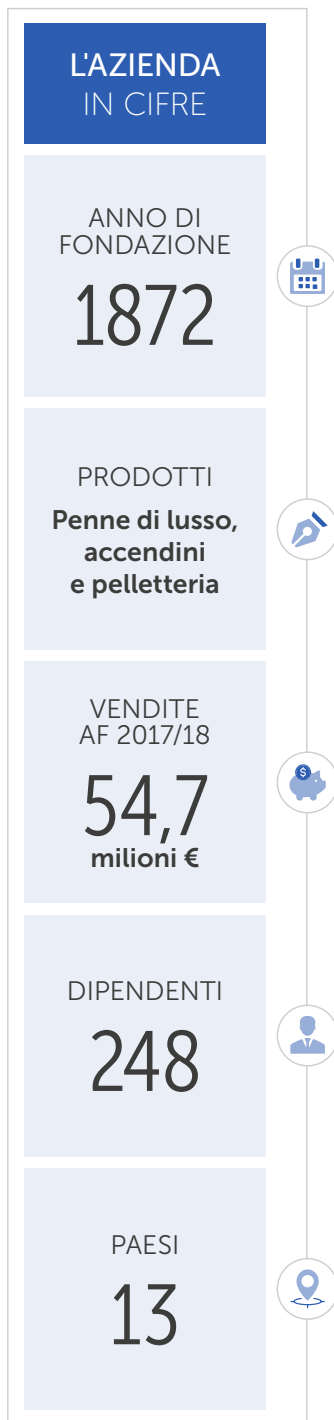 L'AZIENDA
IN CIFRE
ANNO DI
FONDAZIONE
1872
PRODOTTI
Penne di lusso,
accendini
e pelletteria
VENDITE
AF 2017/18
54,7
milioni €
$
DIPENDENTI
248
PAESI
13